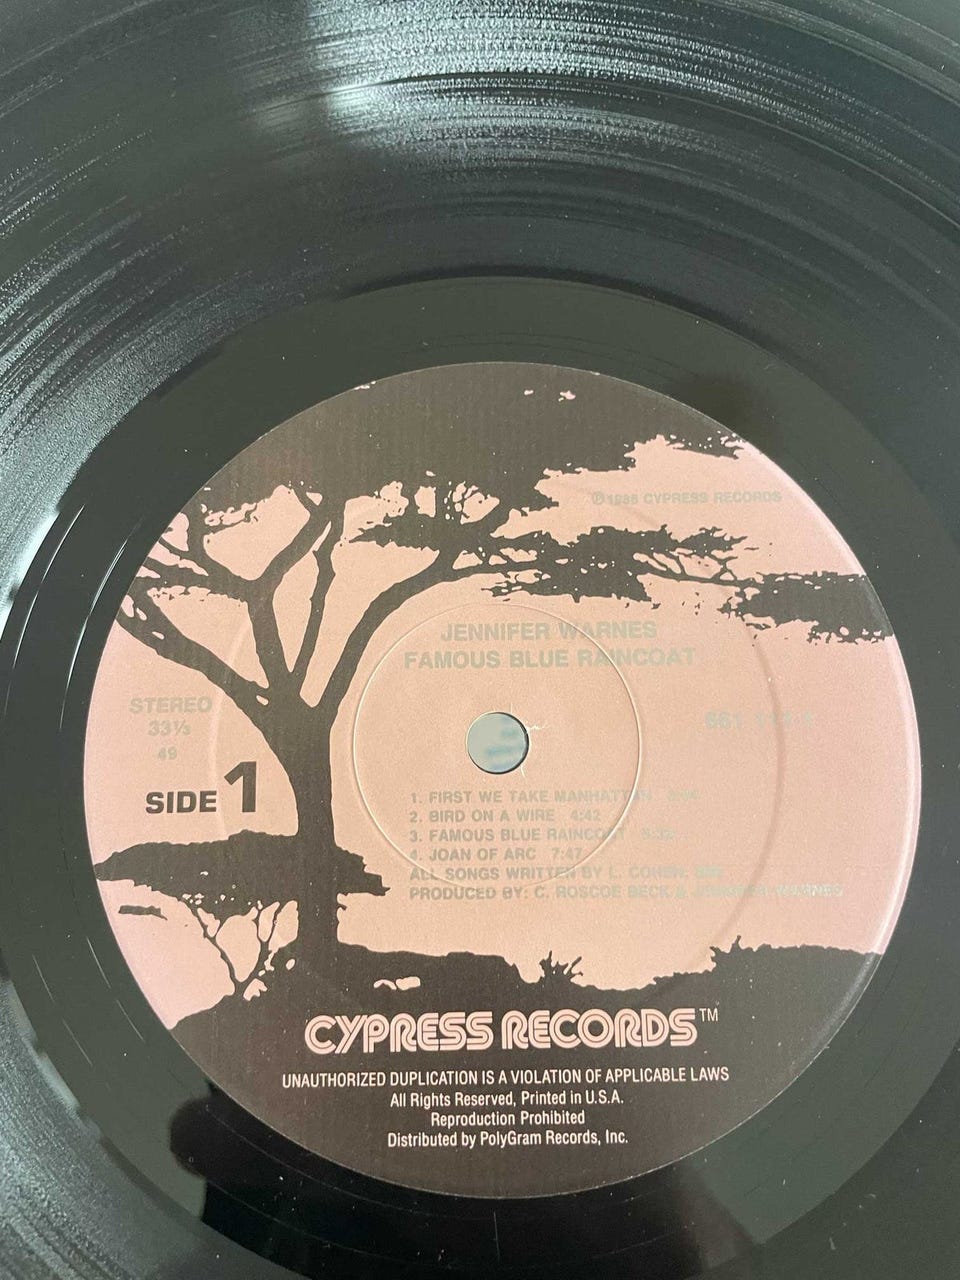 ℗1986 CYPRESS RECORDS
JENNIFER WARNES
FAMOUS BLUE RAINCOAT
STEREO
33⅓
49
SIDE 1
1. FIRST WE TAKE MANHATTAN
2. BIRD ON A WIRE 4:42
3. FAMOUS BLUE RAINCOAT
4. JOAN OF ARC 7:47
ALL SONGS WRITTEN BY L. COHEN,
PRODUCED BY: C. ROSCOE BECK & JENNIFER WARNES
CYPRESS RECORDS™
UNAUTHORIZED DUPLICATION IS A VIOLATION OF APPLICABLE LAWS
All Rights Reserved, Printed in U.S.A.
Reproduction Prohibited
Distributed by PolyGram Records, Inc.